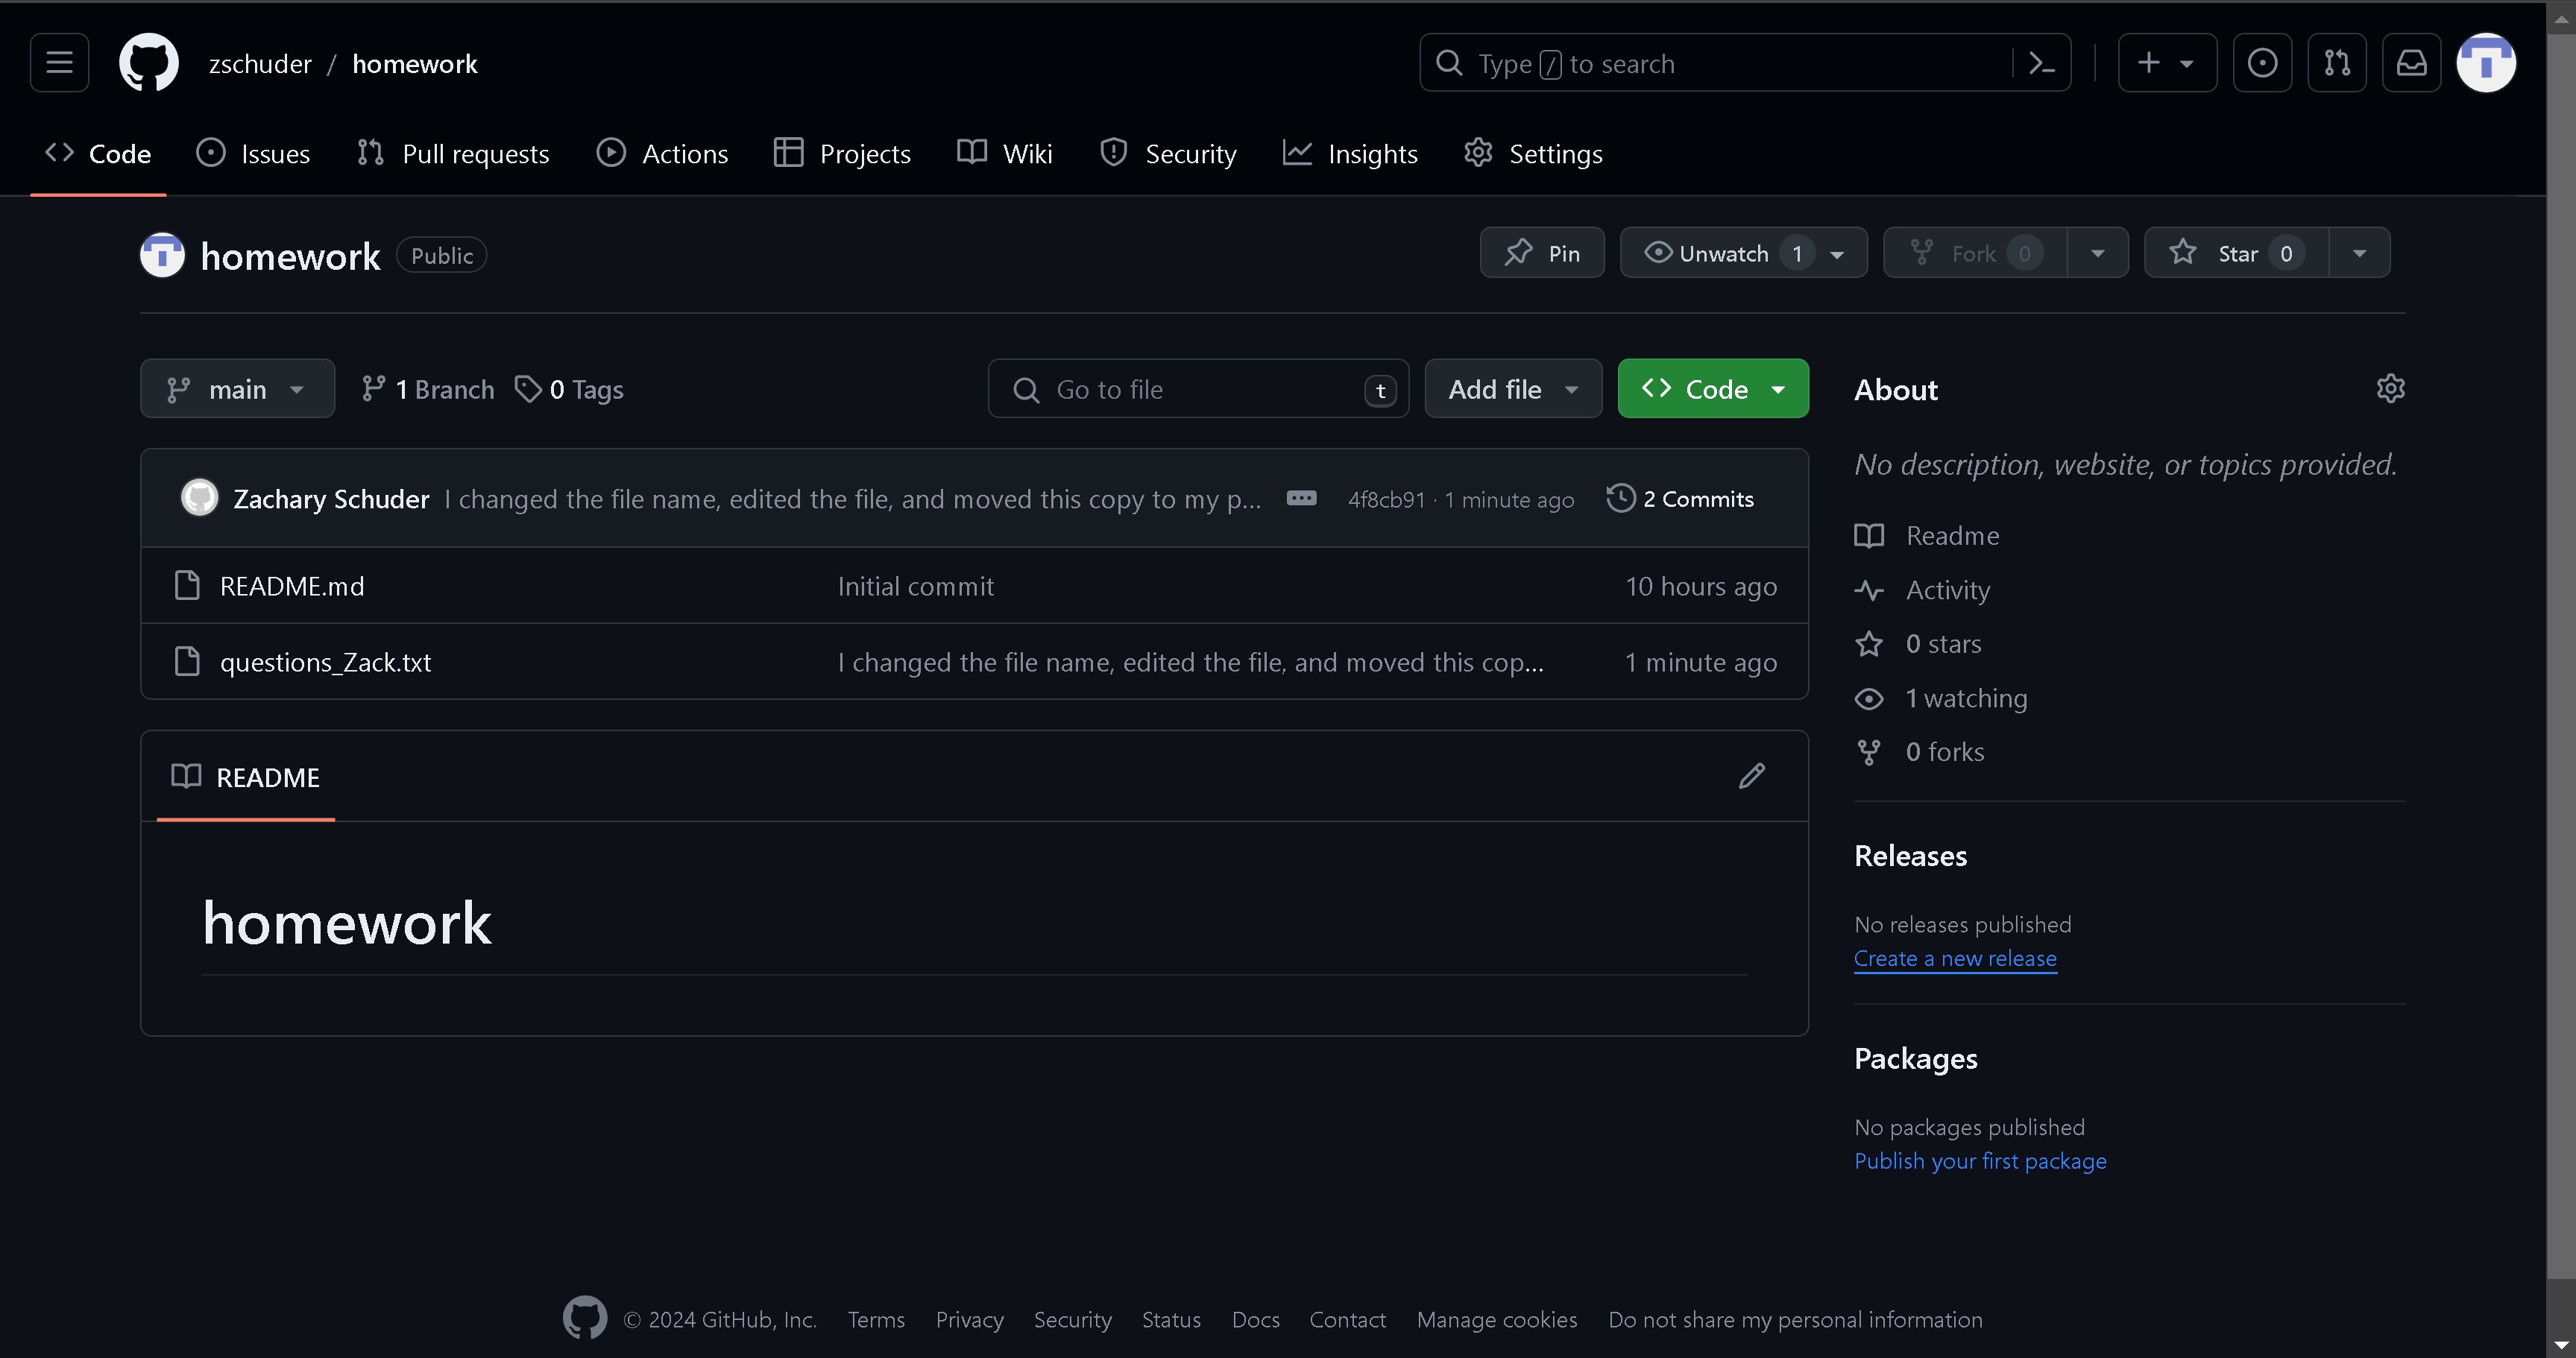 zschuder / homework
Type / to search
Code Issues Pull requests Actions Projects Wiki Security Insights Settings
homework Public
Pin Unwatch 1 Fork 0 Star 0
main 1 Branch 0 Tags Go to file t Add file Code
Zachary Schuder I changed the file name, edited the file, and moved this copy to my p... 4f8cb91 · 1 minute ago 2 Commits
README.md Initial commit 10 hours ago
questions_Zack.txt I changed the file name, edited the file, and moved this cop... 1 minute ago
README
homework
About
No description, website, or topics provided.
Readme
Activity
0 stars
1 watching
0 forks
Releases
No releases published
Create a new release
Packages
No packages published
Publish your first package
© 2024 GitHub, Inc. Terms Privacy Security Status Docs Contact Manage cookies Do not share my personal information